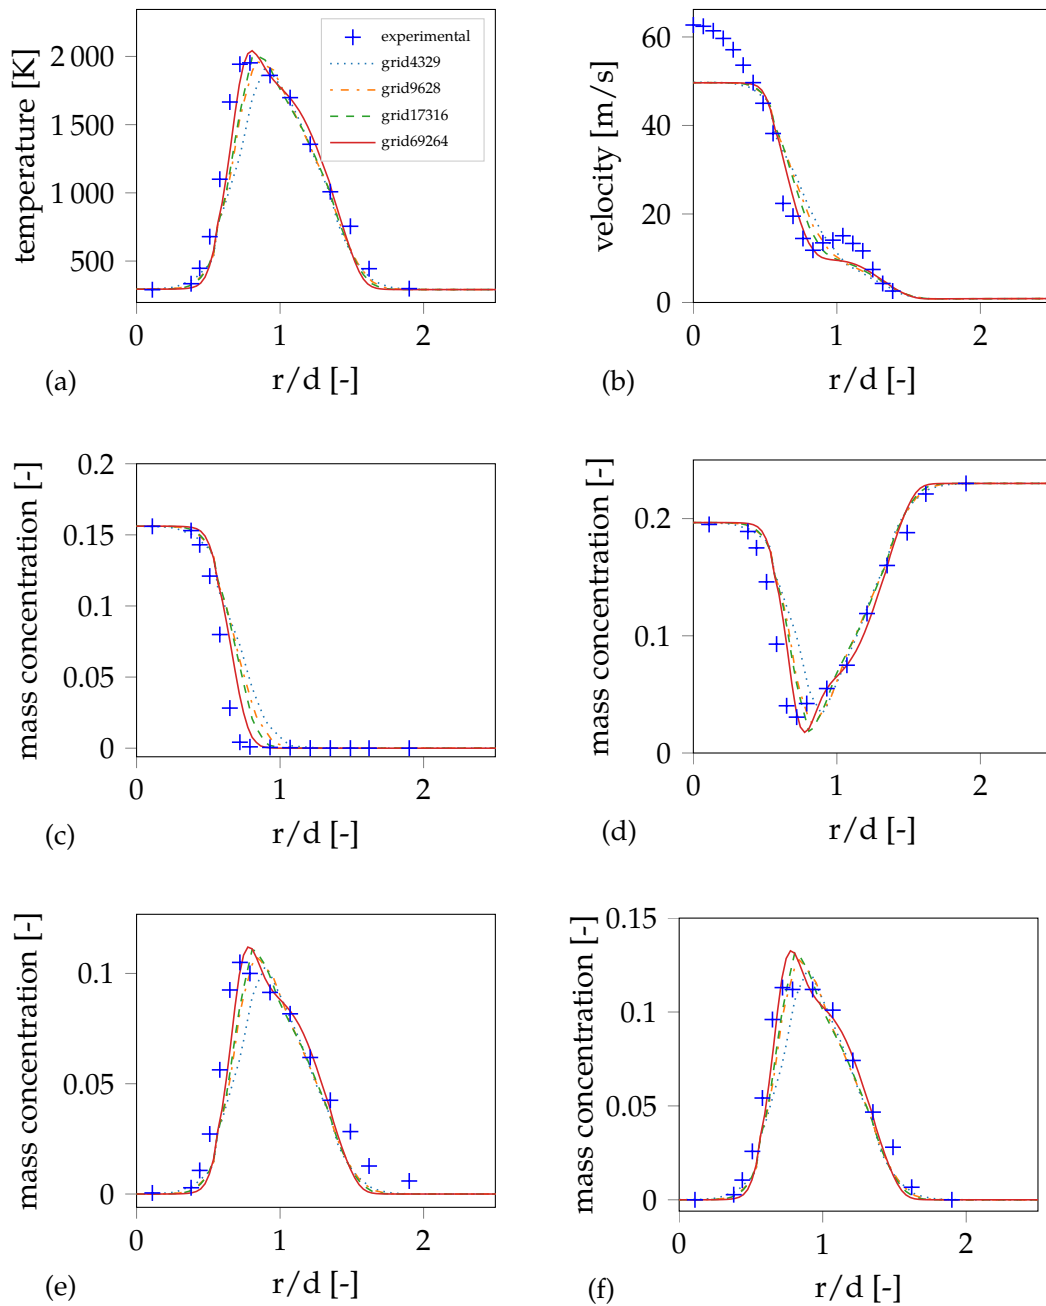 temperature [K]
2 000
1 500
1 000
500
0
1
2
r/d [-]
(a)
experimental
grid4329
grid9628
grid17316
grid69264
velocity [m/s]
60
40
20
0
0
1
2
r/d [-]
(b)
mass concentration [-]
0.2
0.15
0.1
0.05
0
0
1
2
r/d [-]
(c)
mass concentration [-]
0.2
0.1
0
0
1
2
r/d [-]
(d)
mass concentration [-]
0.1
0.05
0
0
1
2
r/d [-]
(e)
mass concentration [-]
0.15
0.1
0.05
0
0
1
2
r/d [-]
(f)